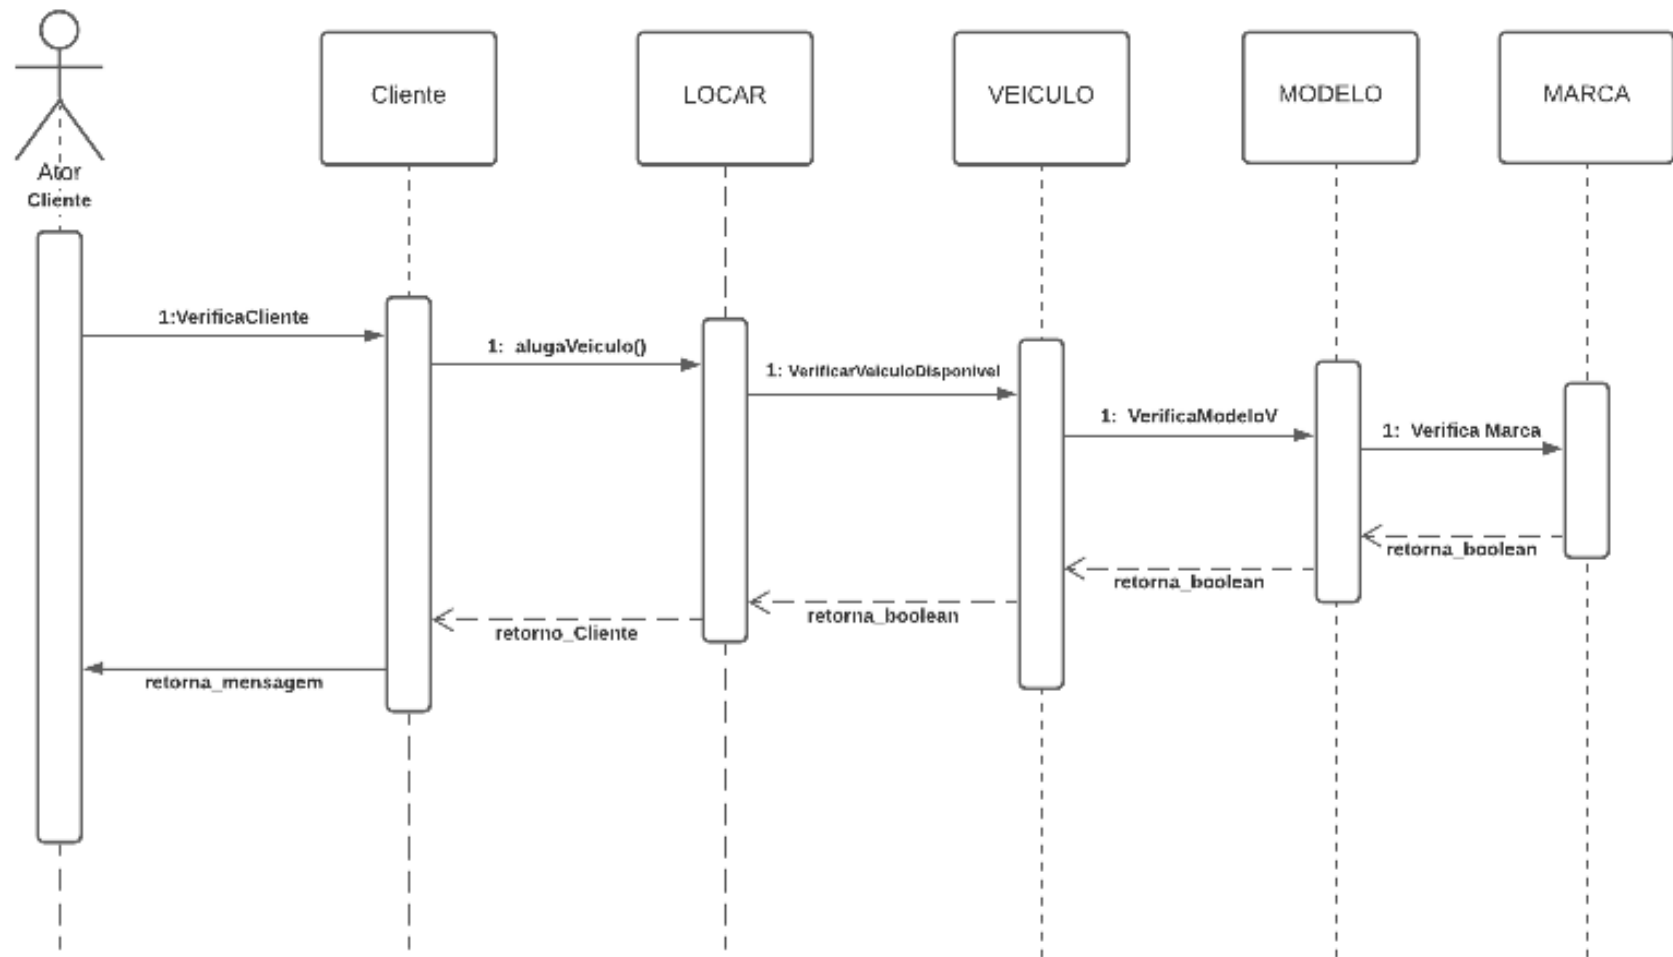 Cliente
LOCAR
VEICULO
MODELO
MARCA
Ator
Cliente
1:VerificaCliente
1: alugaVeiculo()
1: VerificarVeiculoDisponivel
1: VerificaModeloV
1: Verifica Marca
retorna_boolean
retorna_boolean
retorna_boolean
retorno_Cliente
retorna_mensagem